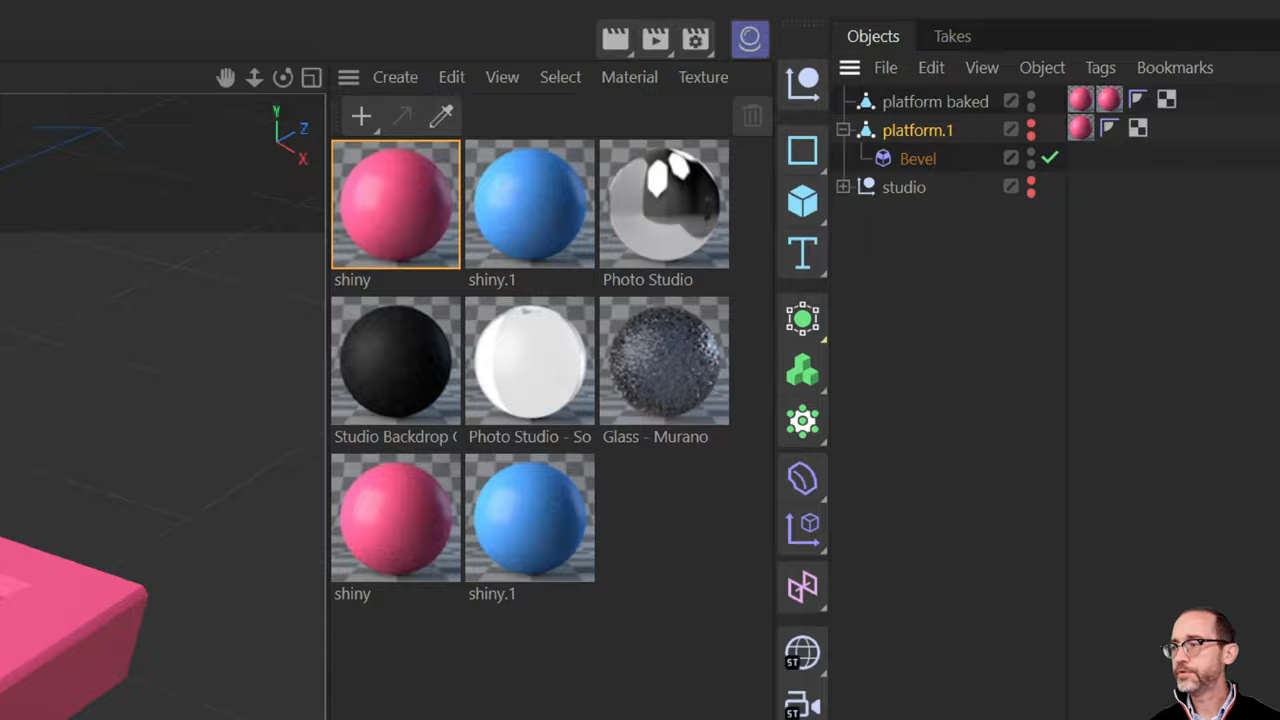 Objects Takes
Create Edit View Select Material Texture
File Edit View Object Tags Bookmarks
platform baked
platform.1
Bevel
studio
Y
Z
X
shiny shiny.1 Photo Studio
Studio Backdrop Photo Studio - So Glass - Murano
shiny shiny.1
ST
ST